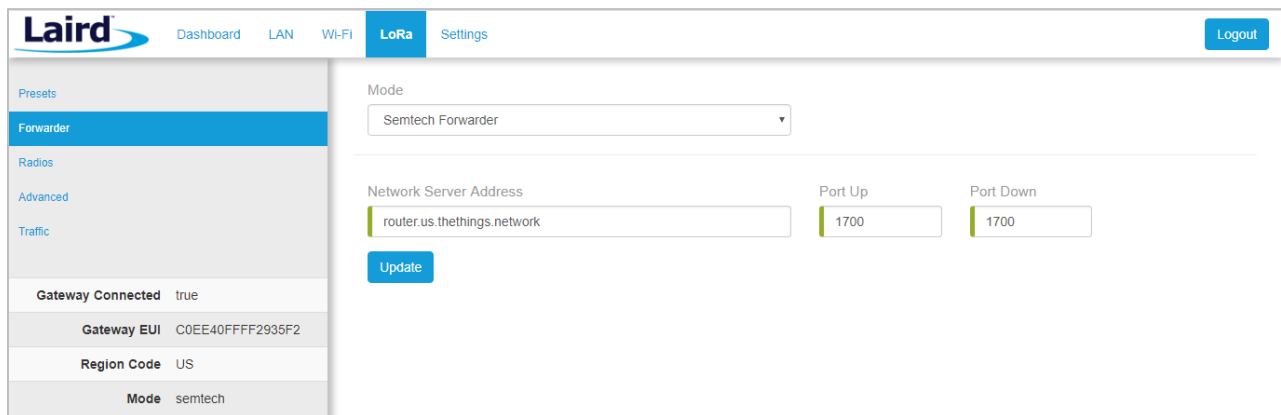 Laird™ Dashboard LAN Wi-Fi LoRa Settings Logout
Presets
Forwarder
Radios
Advanced
Traffic
Gateway Connected true
Gateway EUI C0EE40FFFF2935F2
Region Code US
Mode semtech
Mode
Semtech Forwarder
Network Server Address Port Up Port Down
router.us.thethings.network 1700 1700
Update